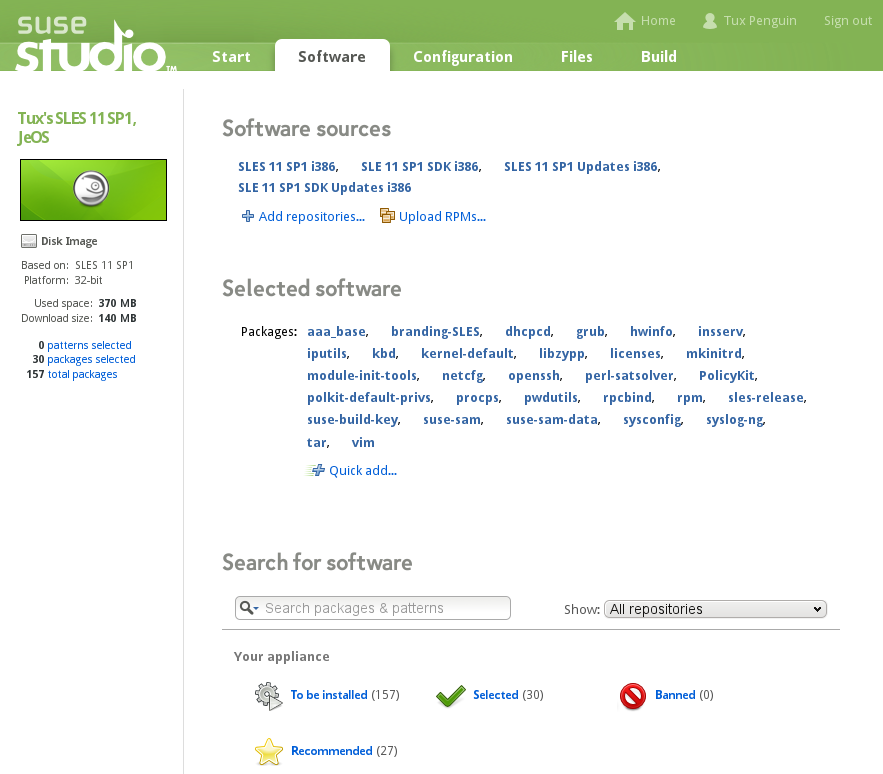 suse
studio™
Home Tux Penguin Sign out
Start Software Configuration Files Build
Tux's SLES 11 SP1,
JeOS
Disk Image
Based on: SLES 11 SP1
Platform: 32-bit
Used space: 370 MB
Download size: 140 MB
0 patterns selected
30 packages selected
157 total packages
Software sources
SLES 11 SP1 i386, SLE 11 SP1 SDK i386, SLES 11 SP1 Updates i386,
SLE 11 SP1 SDK Updates i386
Add repositories... Upload RPMs...
Selected software
Packages: aaa_base, branding-SLES, dhcpcd, grub, hwinfo, insserv,
iputils, kbd, kernel-default, libzypp, licenses, mkinitrd,
module-init-tools, netcfg, openssh, perl-satsolver, PolicyKit,
polkit-default-privs, procps, pwdutils, rpcbind, rpm, sles-release,
suse-build-key, suse-sam, suse-sam-data, sysconfig, syslog-ng,
tar, vim
Quick add...
Search for software
Search packages & patterns Show: All repositories
Your appliance
To be installed (157) Selected (30) Banned (0)
Recommended (27)